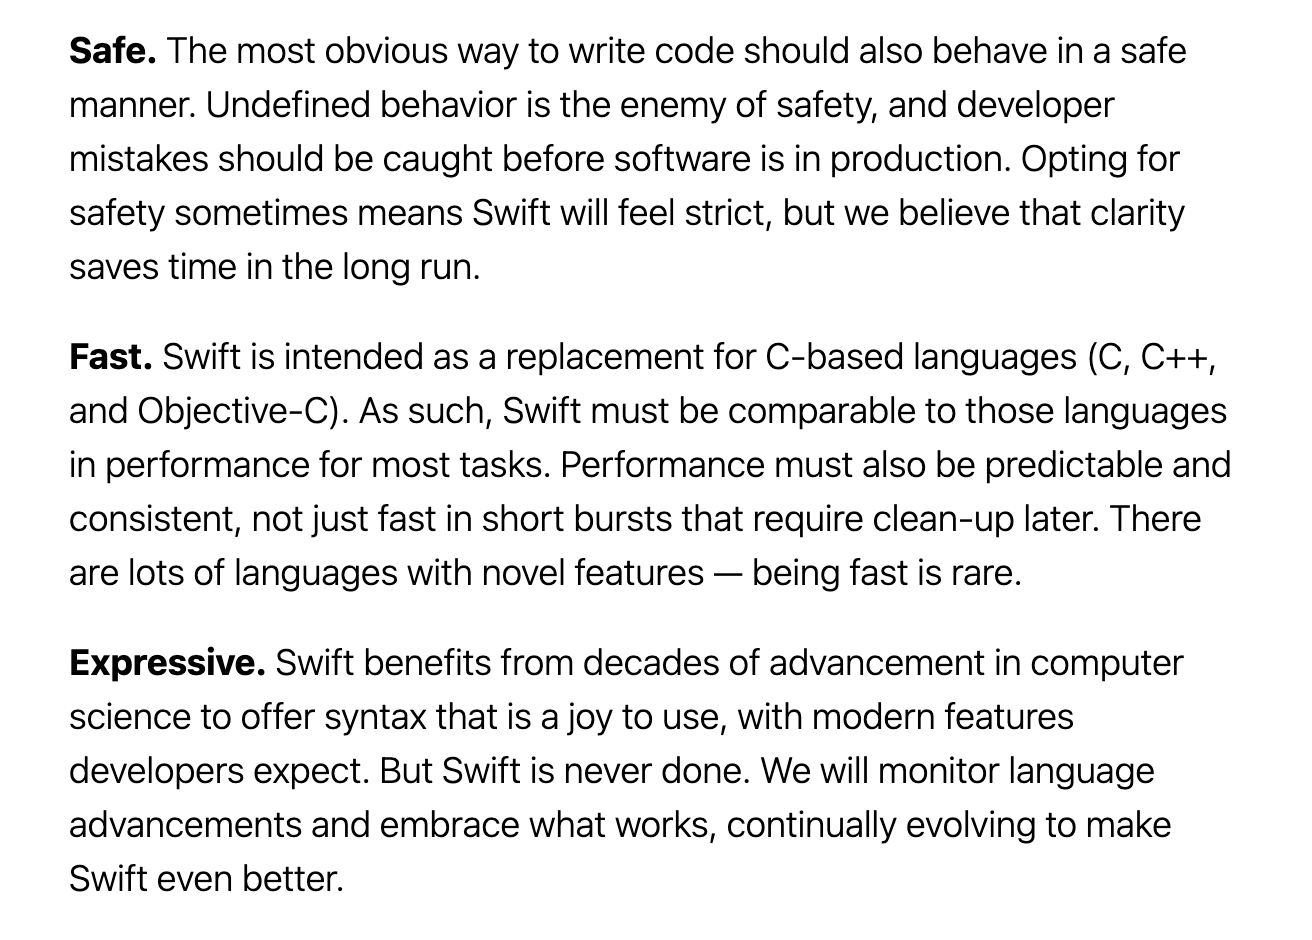 Safe. The most obvious way to write code should also behave in a safe
manner. Undefined behavior is the enemy of safety, and developer
mistakes should be caught before software is in production. Opting for
safety sometimes means Swift will feel strict, but we believe that clarity
saves time in the long run.
Fast. Swift is intended as a replacement for C-based languages (C, C++,
and Objective-C). As such, Swift must be comparable to those languages
in performance for most tasks. Performance must also be predictable and
consistent, not just fast in short bursts that require clean-up later. There
are lots of languages with novel features — being fast is rare.
Expressive. Swift benefits from decades of advancement in computer
science to offer syntax that is a joy to use, with modern features
developers expect. But Swift is never done. We will monitor language
advancements and embrace what works, continually evolving to make
Swift even better.